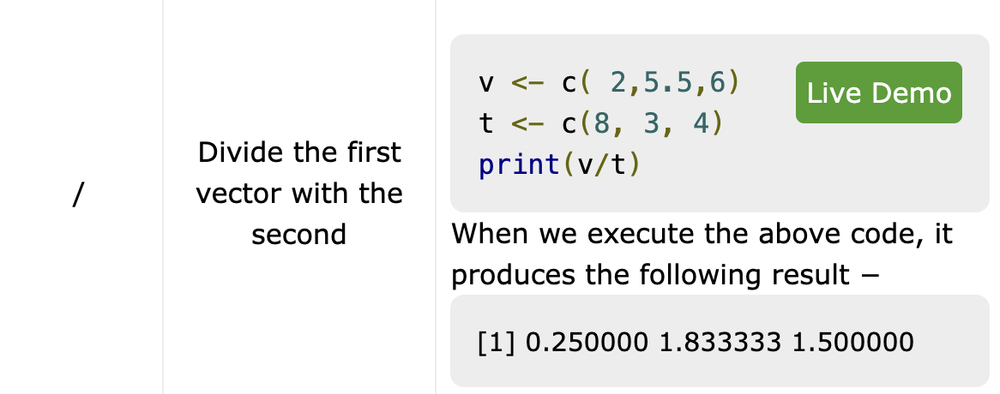 /
Divide the first
vector with the
second
v <- c( 2,5.5,6)
t <- c(8, 3, 4)
print(v/t)
Live Demo
When we execute the above code, it
produces the following result −
[1] 0.250000 1.833333 1.500000